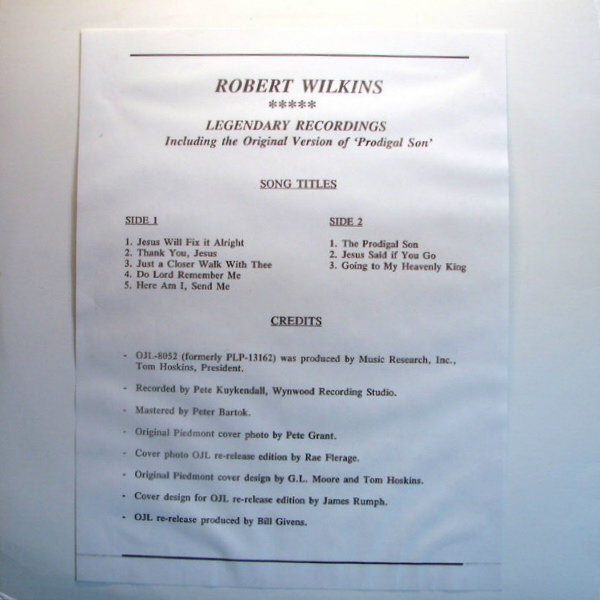 ROBERT WILKINS
*****
LEGENDARY RECORDINGS
Including the Original Version of 'Prodigal Son'
SONG TITLES
SIDE 1
1. Jesus Will Fix it Alright
2. Thank You, Jesus
3. Just a Closer Walk With Thee
4. Do Lord Remember Me
5. Here Am I, Send Me
SIDE 2
1. The Prodigal Son
2. Jesus Said if You Go
3. Going to My Heavenly King
CREDITS
- OJL-8052 (formerly PLP-13162) was produced by Music Research, Inc.,
Tom Hoskins, President.
- Recorded by Pete Kuykendall, Wynwood Recording Studio.
- Mastered by Peter Bartok.
- Original Piedmont cover photo by Pete Grant.
- Cover photo OJL re-release edition by Rae Flerage.
- Original Piedmont cover design by G.L. Moore and Tom Hoskins.
- Cover design for OJL re-release edition by James Rumph.
- OJL re-release produced by Bill Givens.